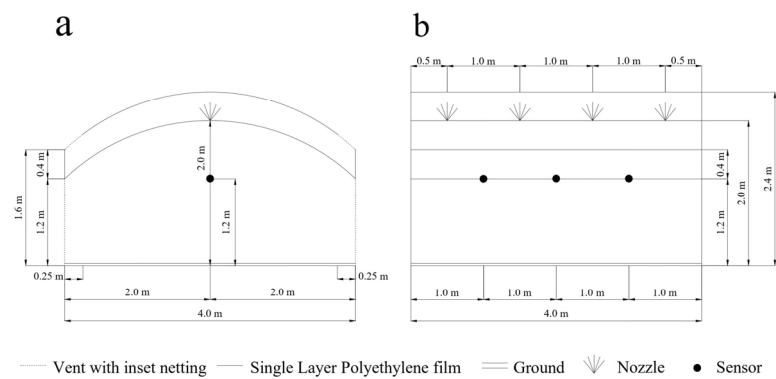 a
b
0.5 m
1.0 m
1.0 m
1.0 m
0.5 m
1.6 m
0.4 m
1.2 m
2.0 m
1.2 m
0.25 m
0.25 m
2.0 m
2.0 m
4.0 m
0.4 m
1.2 m
2.0 m
2.4 m
1.0 m
1.0 m
1.0 m
1.0 m
4.0 m
Vent with inset netting
Single Layer Polyethylene film
Ground
Nozzle
Sensor